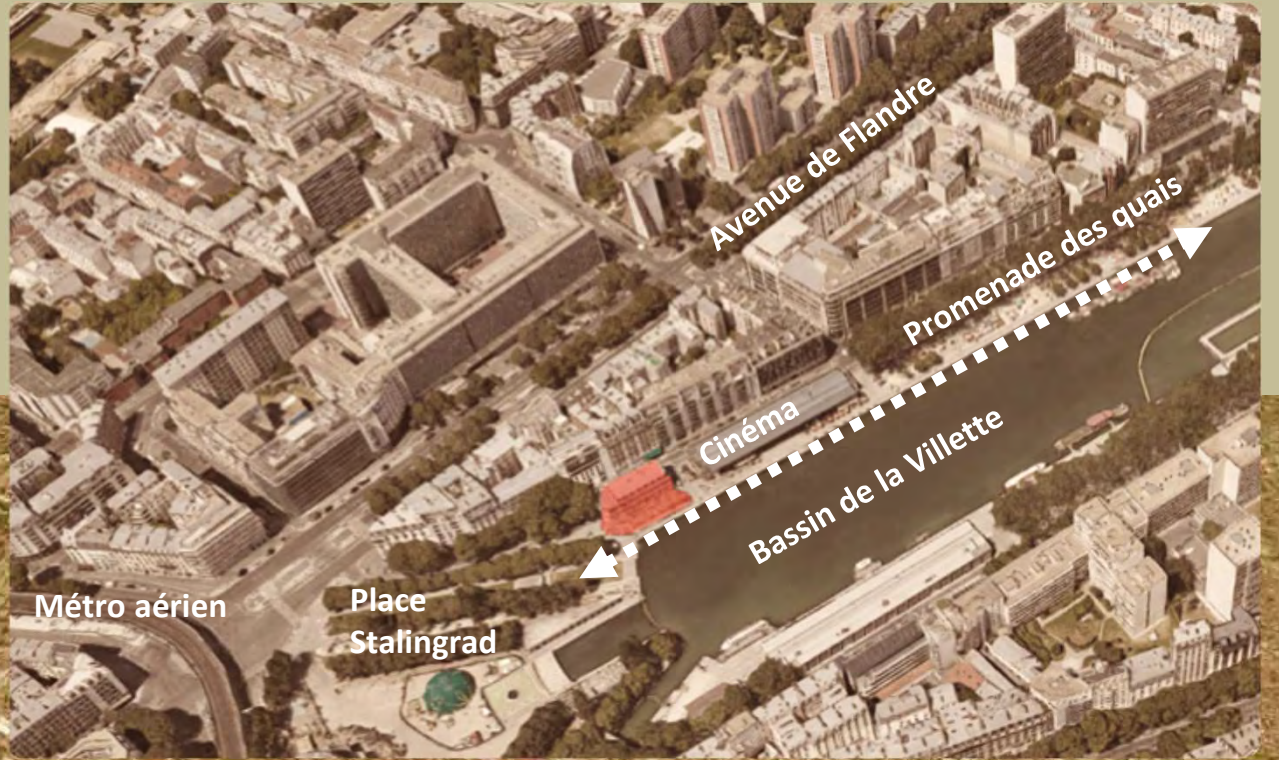 Avenue de Flandre
Promenade des quais
Cinéma
Bassin de la Villette
Métro aérien
Place
Stalingrad